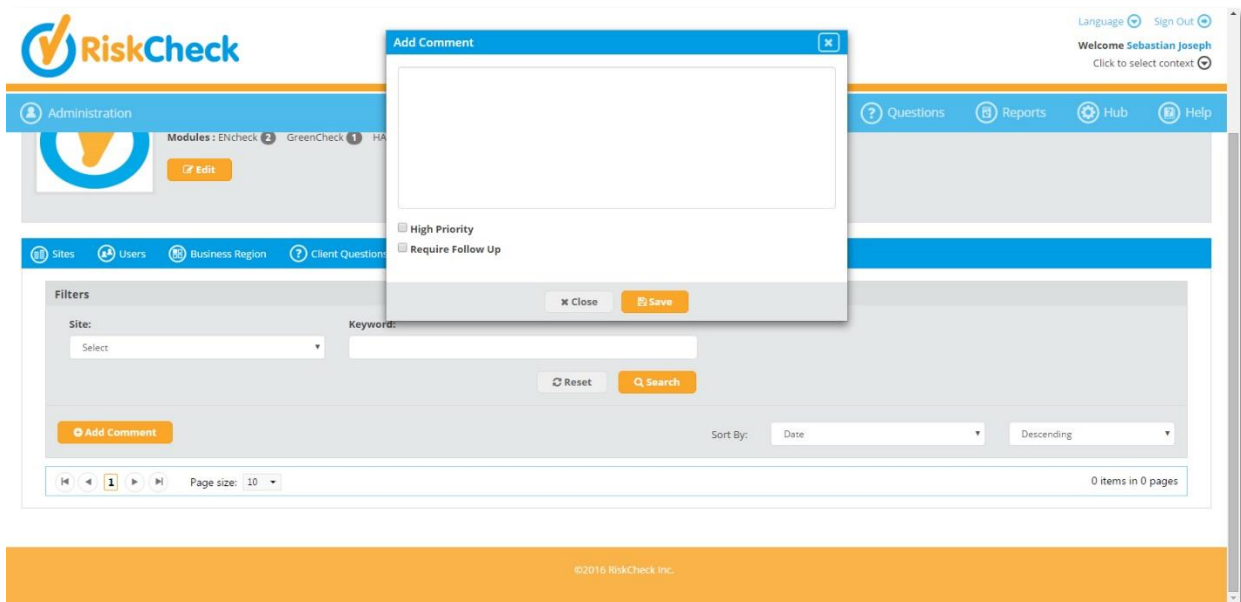 RiskCheck
Language Sign Out
Welcome Sebastian Joseph
Click to select context
Add Comment
Administration
Questions Reports Hub Help
Modules : ENcheck 2 GreenCheck 1
Edit
High Priority
Require Follow Up
Sites Users Business Region Client Questions
Close Save
Filters
Site: Keyword:
Select
Reset Search
Add Comment Sort By: Date Descending
1 Page size: 10 0 items in 0 pages
©2016 RiskCheck Inc.